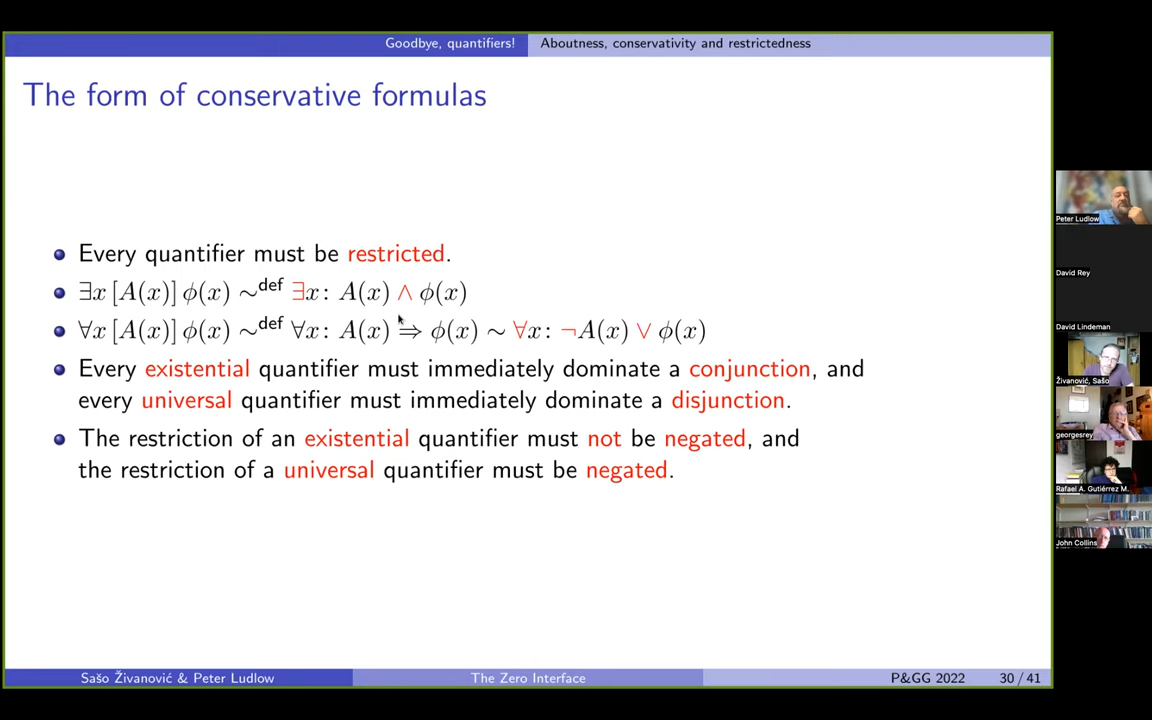 Goodbye, quantifiers! Aboutness, conservativity and restrictedness
The form of conservative formulas
Every quantifier must be restricted.
∃x [A(x)] ϕ(x) ∼def ∃x: A(x) ∧ ϕ(x)
∀x [A(x)] ϕ(x) ∼def ∀x: A(x) ⇒ ϕ(x) ∼ ∀x: ¬A(x) ∨ ϕ(x)
Every existential quantifier must immediately dominate a conjunction, and
every universal quantifier must immediately dominate a disjunction.
The restriction of an existential quantifier must not be negated, and
the restriction of a universal quantifier must be negated.
Sašo Živanović & Peter Ludlow The Zero Interface P&GG 2022 30 / 41
Peter Ludlow
David Rey
David Lindeman
Živanović, Sašo
georgesrey
Rafael A. Gutiérrez M.
John Collins